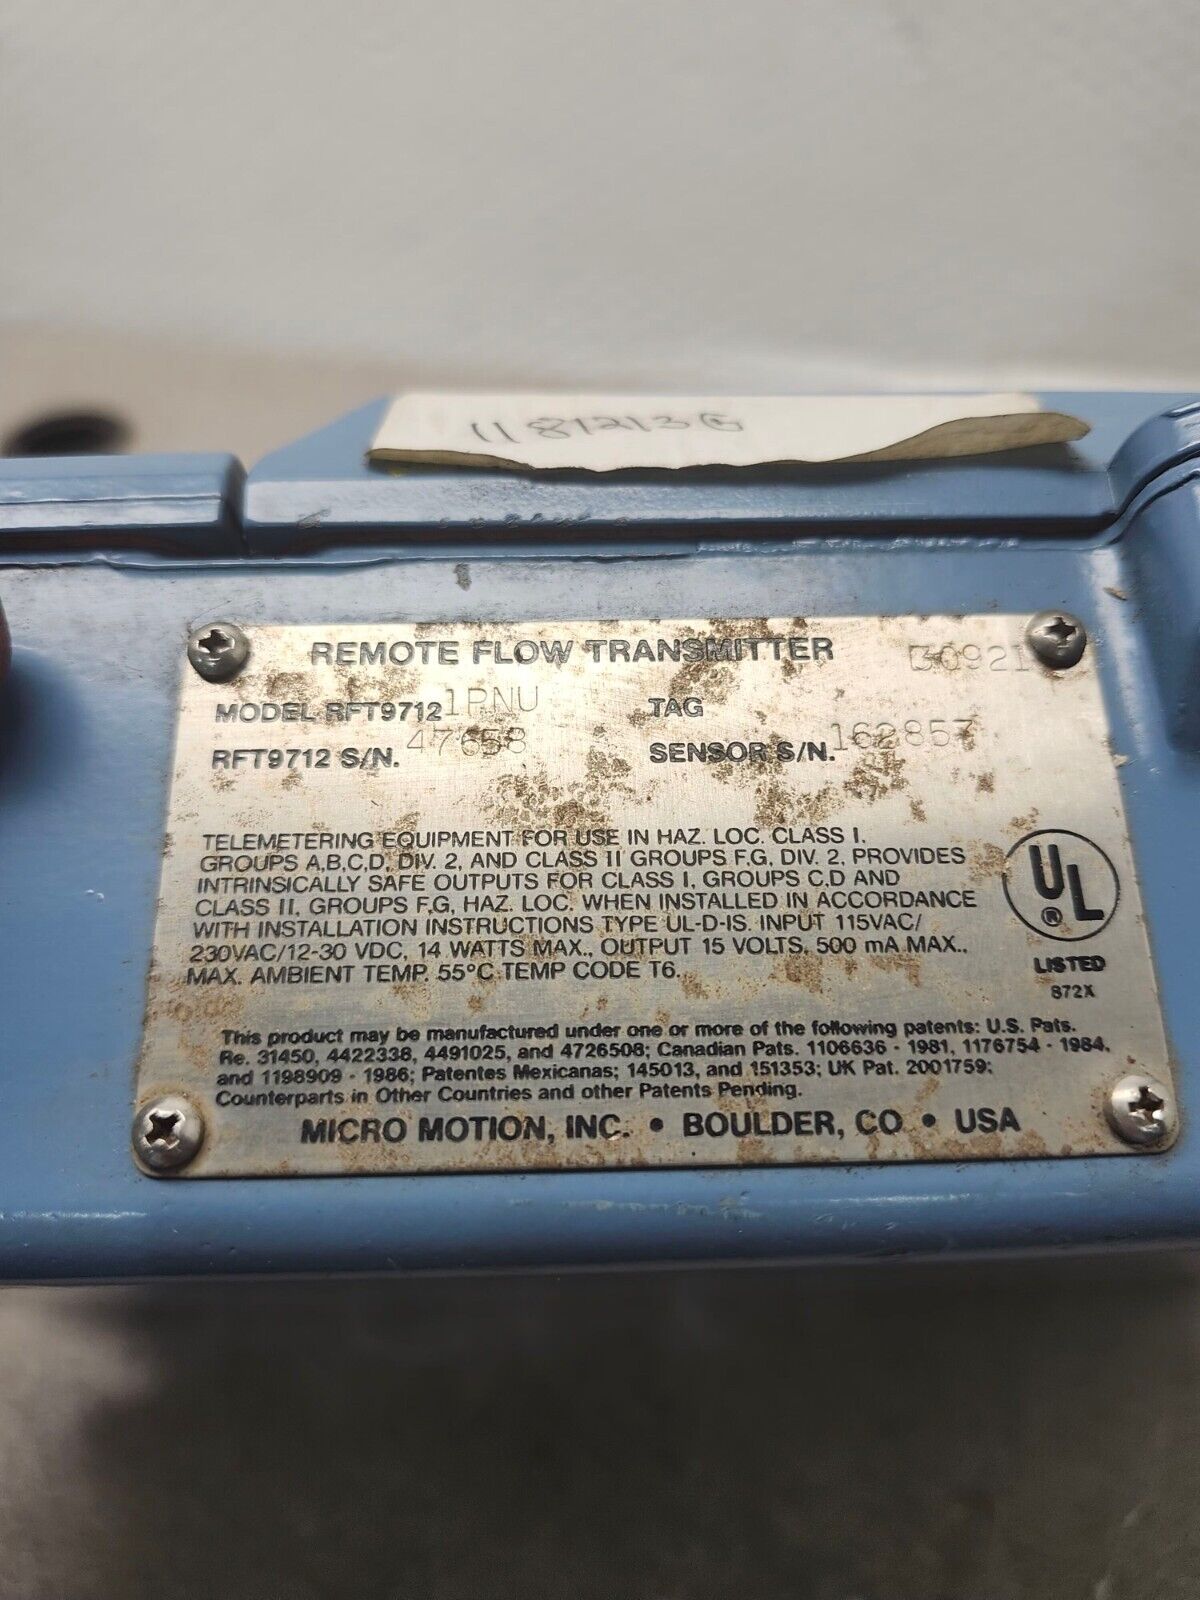 1181213G
REMOTE FLOW TRANSMITTER
MODEL RFT9712 1PNU TAG
RFT9712 S/N. 47658 SENSOR S/N. 162857
TELEMETERING EQUIPMENT FOR USE IN HAZ. LOC. CLASS I,
GROUPS A,B,C,D, DIV. 2, AND CLASS II GROUPS F,G, DIV. 2. PROVIDES
INTRINSICALLY SAFE OUTPUTS FOR CLASS I, GROUPS C,D AND
CLASS II, GROUPS F,G, HAZ. LOC. WHEN INSTALLED IN ACCORDANCE
WITH INSTALLATION INSTRUCTIONS TYPE UL-D-IS. INPUT 115VAC/
230VAC/12-30 VDC, 14 WATTS MAX., OUTPUT 15 VOLTS, 500 mA MAX.,
MAX. AMBIENT TEMP. 55°C TEMP CODE T6.
UL
®
LISTED
872X
This product may be manufactured under one or more of the following patents: U.S. Pats.
Re. 31450, 4422338, 4491025, and 4726508; Canadian Pats. 1106636 - 1981, 1176754 - 1984,
and 1198909 - 1986; Patentes Mexicanas; 145013, and 151353; UK Pat. 2001759;
Counterparts in Other Countries and other Patents Pending.
MICRO MOTION, INC. • BOULDER, CO • USA